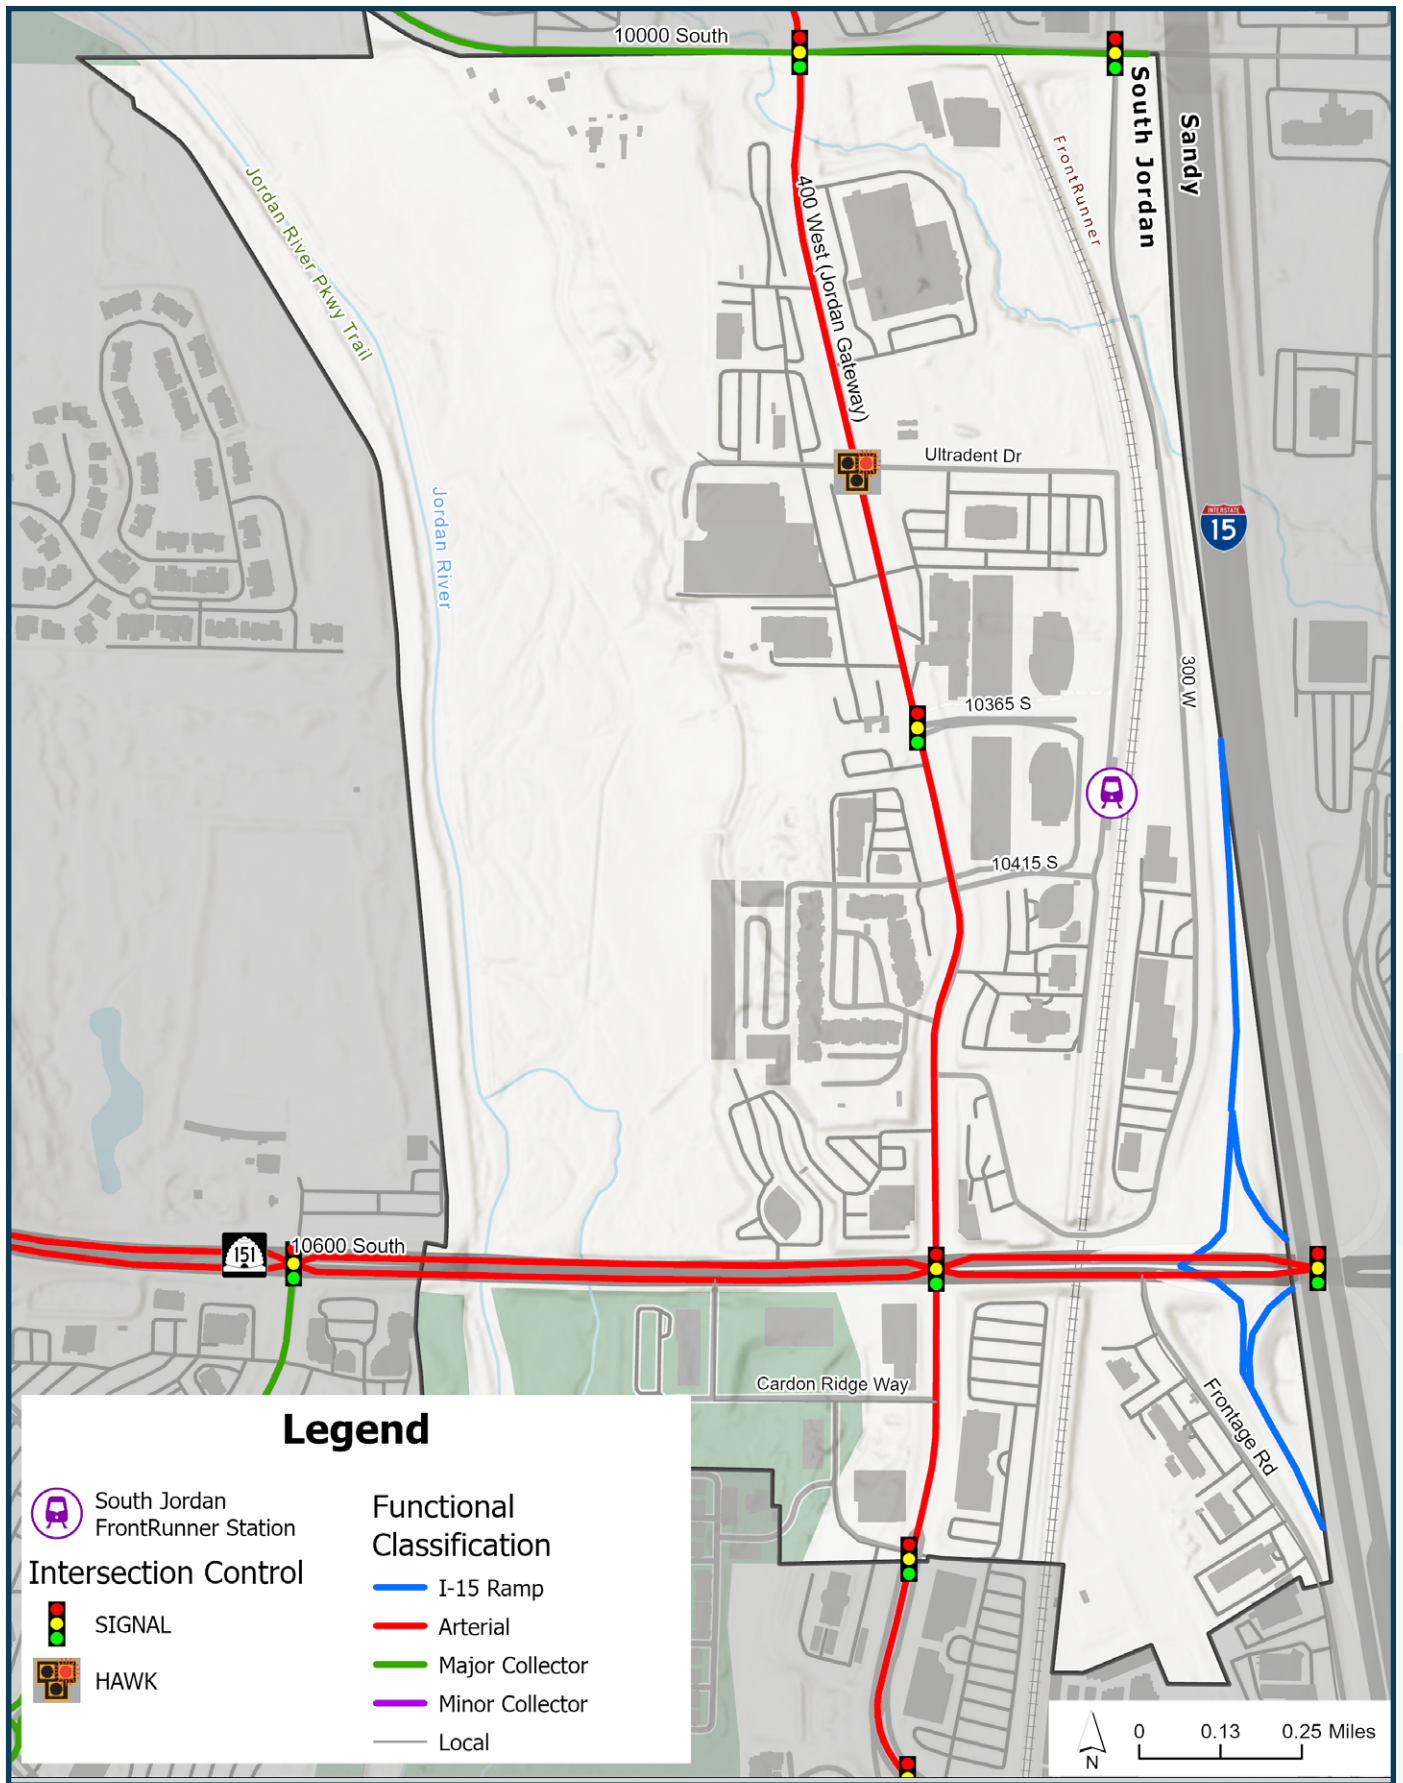 10000 South
South Jordan
Sandy
FrontRunner
Jordan River Pkwy Trail
400 West (Jordan Gateway)
Ultradent Dr
Jordan River
INTERSTATE
15
300 W
10365 S
10415 S
151
10600 South
Cardon Ridge Way
Frontage Rd
Legend
South Jordan
FrontRunner Station
Intersection Control
SIGNAL
HAWK
Functional
Classification
I-15 Ramp
Arterial
Major Collector
Minor Collector
Local
N
0 0.13 0.25 Miles